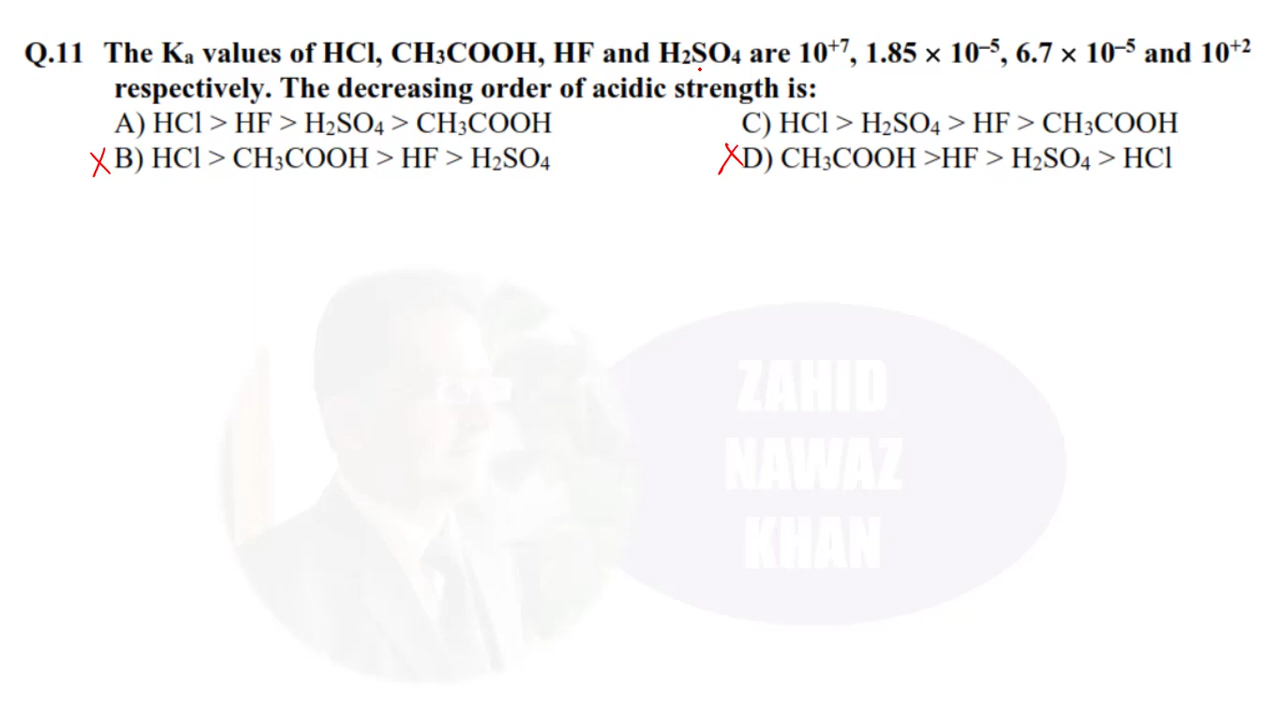 Q.11 The Kₐ values of HCl, CH₃COOH, HF and H₂SO₄ are 10⁺⁷, 1.85 × 10⁻⁵, 6.7 × 10⁻⁵ and 10⁺²
respectively. The decreasing order of acidic strength is:
A) HCl > HF > H₂SO₄ > CH₃COOH C) HCl > H₂SO₄ > HF > CH₃COOH
X B) HCl > CH₃COOH > HF > H₂SO₄ X D) CH₃COOH >HF > H₂SO₄ > HCl
ZAHID
NAWAZ
KHAN